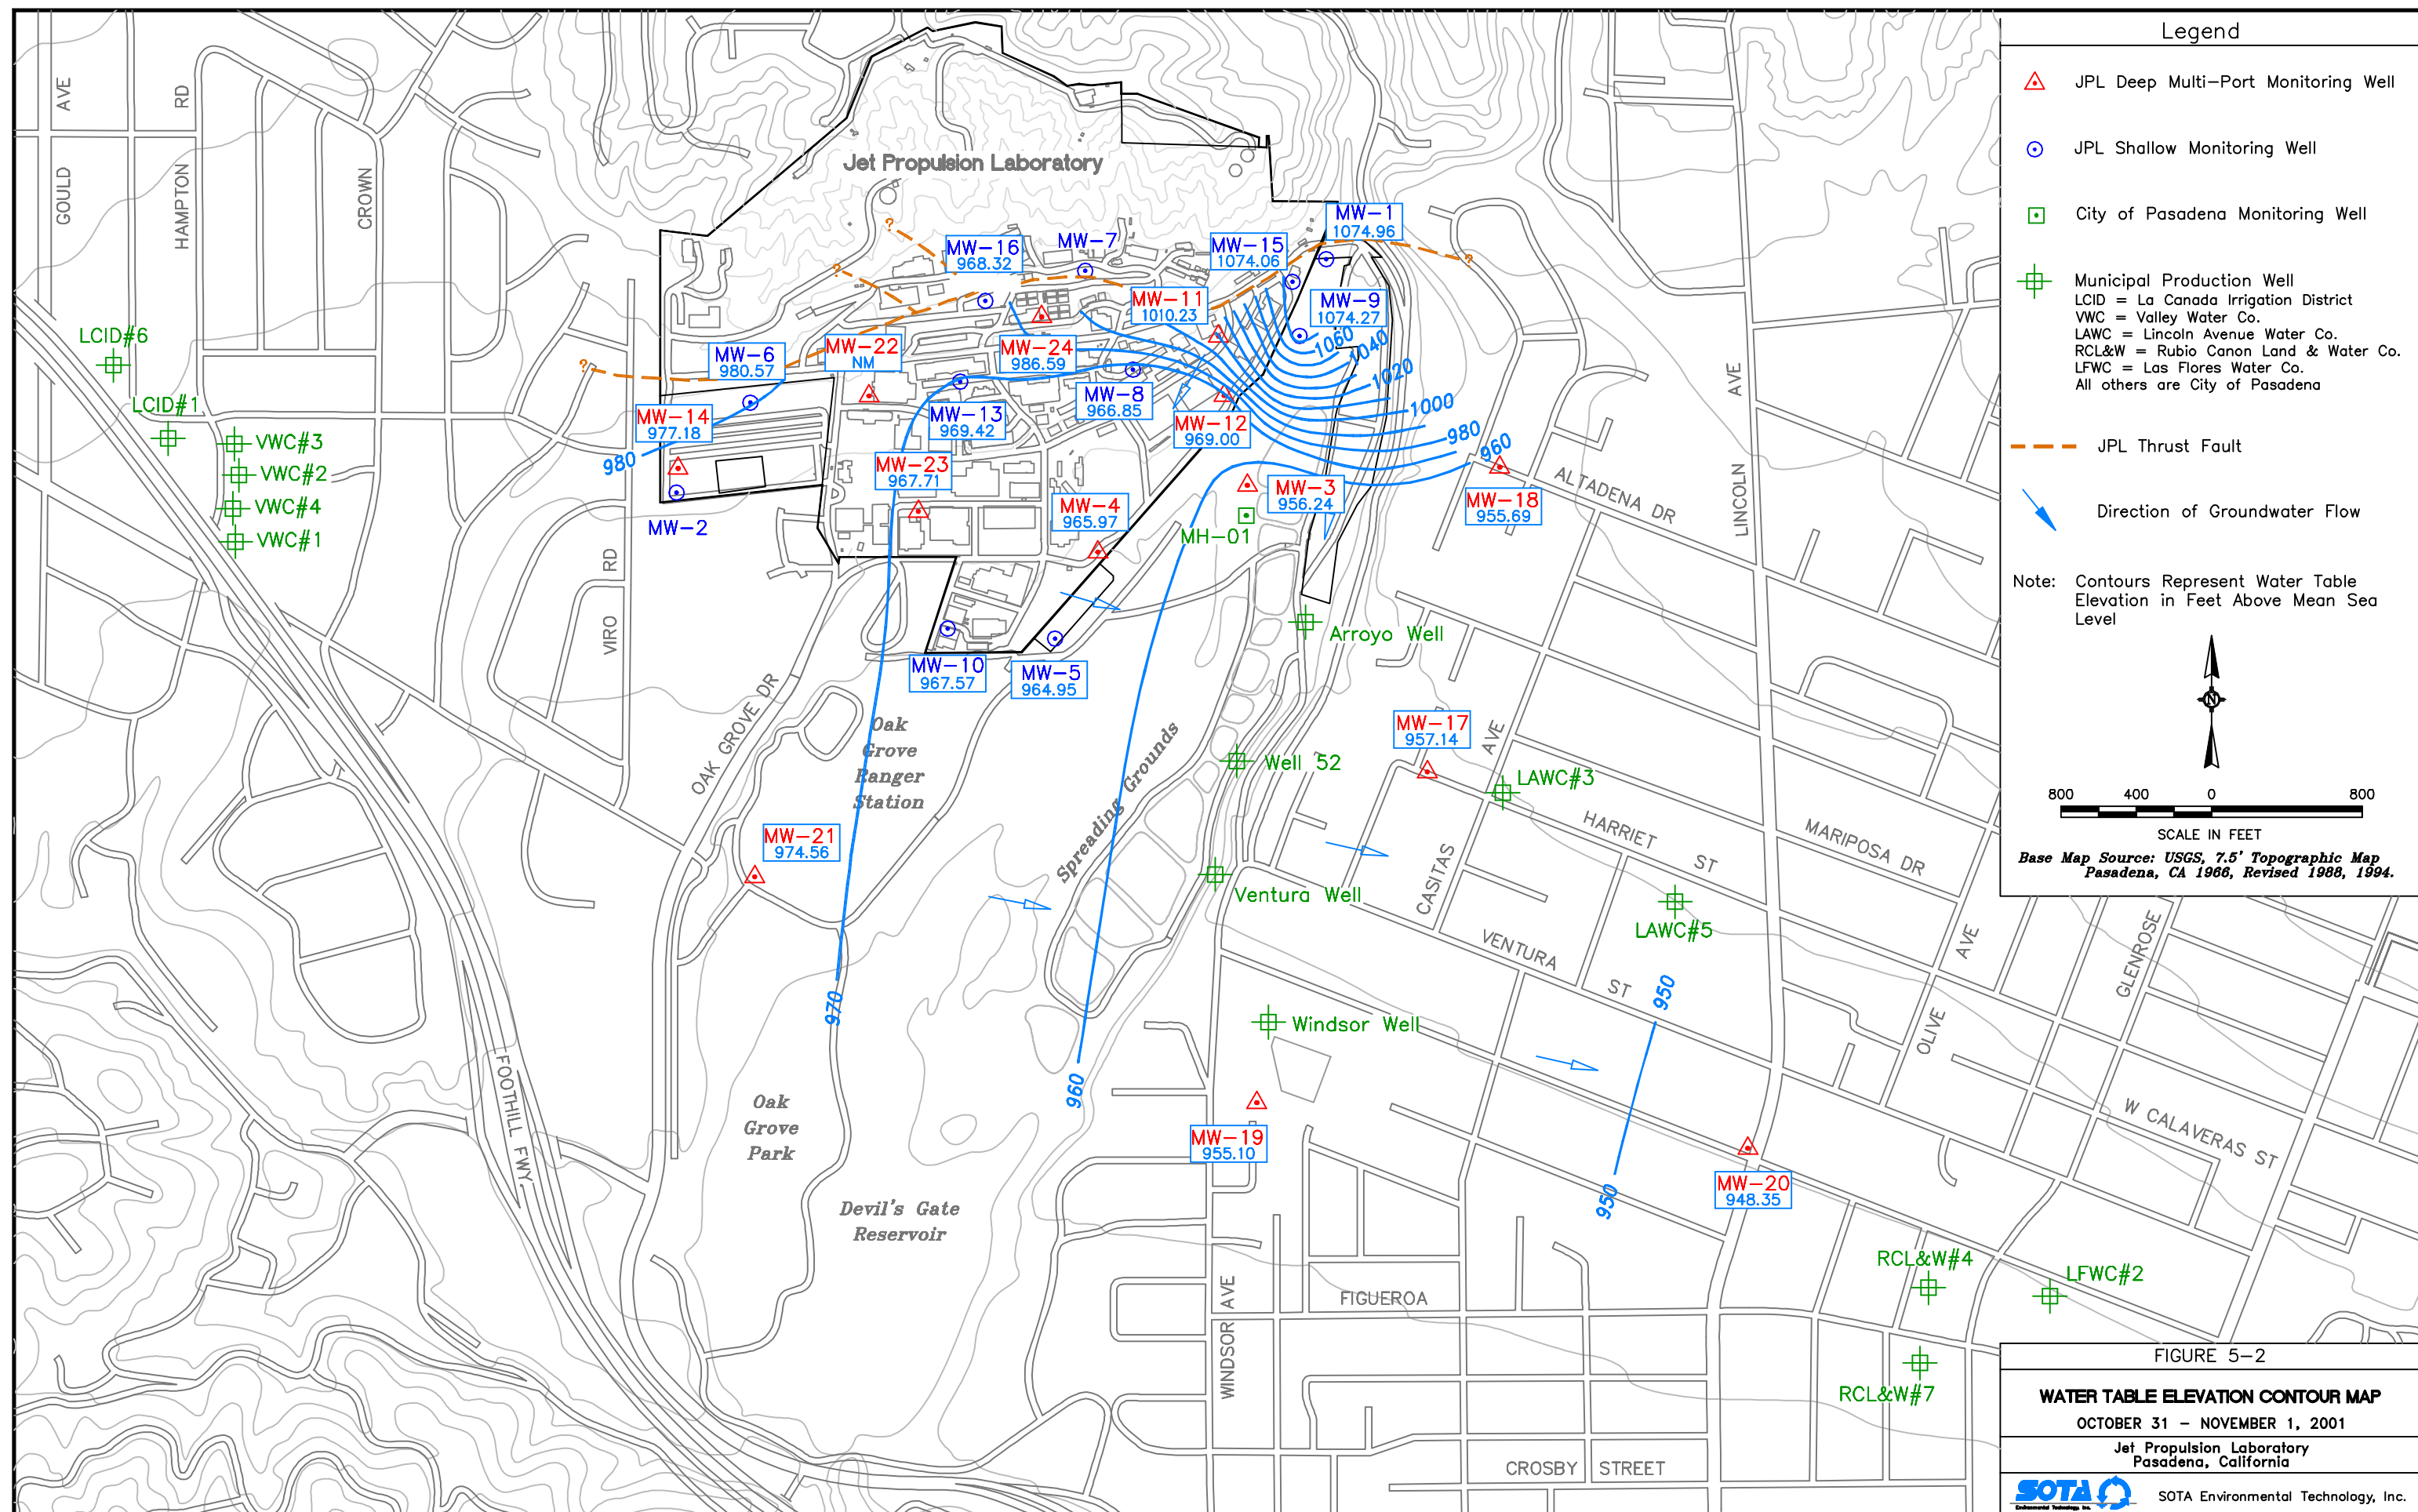 Legend
JPL Deep Multi-Port Monitoring Well
JPL Shallow Monitoring Well
City of Pasadena Monitoring Well
Municipal Production Well
LCID = La Canada Irrigation District
VWC = Valley Water Co.
LAWC = Lincoln Avenue Water Co.
RCL&W = Rubio Canon Land & Water Co.
LFWC = Las Flores Water Co.
All others are City of Pasadena
JPL Thrust Fault
Direction of Groundwater Flow
Note: Contours Represent Water Table
Elevation in Feet Above Mean Sea
Level
N
800 400 0 800
SCALE IN FEET
Base Map Source: USGS, 7.5' Topographic Map
Pasadena, CA 1966, Revised 1988, 1994.
FIGURE 5-2
WATER TABLE ELEVATION CONTOUR MAP
OCTOBER 31 - NOVEMBER 1, 2001
Jet Propulsion Laboratory
Pasadena, California
SOTA
Environmental Technology, Inc.
SOTA Environmental Technology, Inc.
GOULD AVE
HAMPTON RD
CROWN
Jet Propulsion Laboratory
MW-1
1074.96
MW-15
1074.06
MW-7
MW-16
968.32
?
?
?
?
MW-11
1010.23
MW-9
1074.27
LCID#6
MW-6
980.57
MW-22
NM
MW-24
986.59
1060
1040
1020
1000
980
960
LCID#1
MW-14
977.18
MW-13
969.42
MW-8
966.85
MW-12
969.00
VWC#3
VWC#2
VWC#4
VWC#1
980
MW-23
967.71
MW-2
MW-4
965.97
MW-3
956.24
MH-01
MW-18
955.69
ALTADENA DR
LINCOLN AVE
VIRO RD
Arroyo Well
MW-10
967.57
MW-5
964.95
OAK GROVE DR
Oak
Grove
Ranger
Station
Spreading Grounds
MW-17
957.14
CASITAS AVE
Well 52
LAWC#3
HARRIET ST
MARIPOSA DR
MW-21
974.56
Ventura Well
LAWC#5
VENTURA ST
OLIVE AVE
GLENROSE
970
950
Windsor Well
FOOTHILL FWY
960
Oak
Grove
Park
MW-19
955.10
W CALAVERAS ST
MW-20
948.35
950
Devil's Gate
Reservoir
RCL&W#4
LFWC#2
WINDSOR AVE
FIGUEROA
RCL&W#7
CROSBY STREET